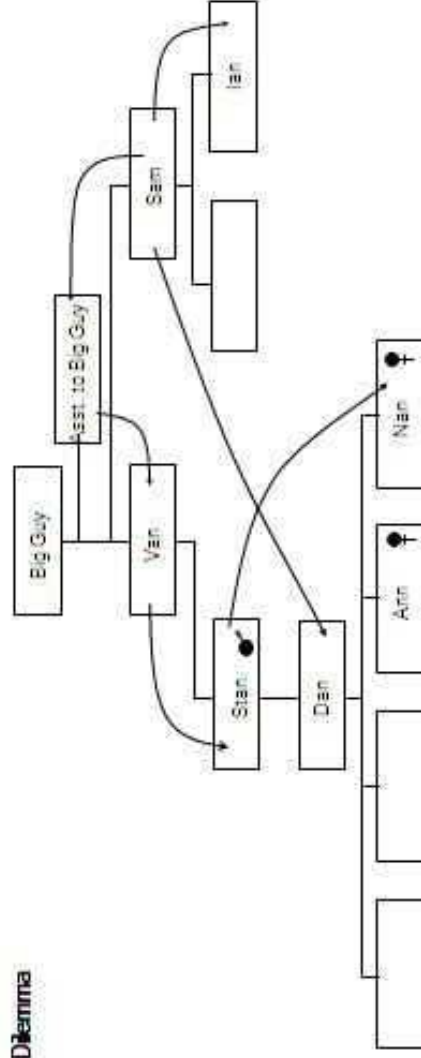 Dilemma
Big Guy
Asst. to Big Guy
Van
Sam
Stan
Ian
Dan
Ann
Nan